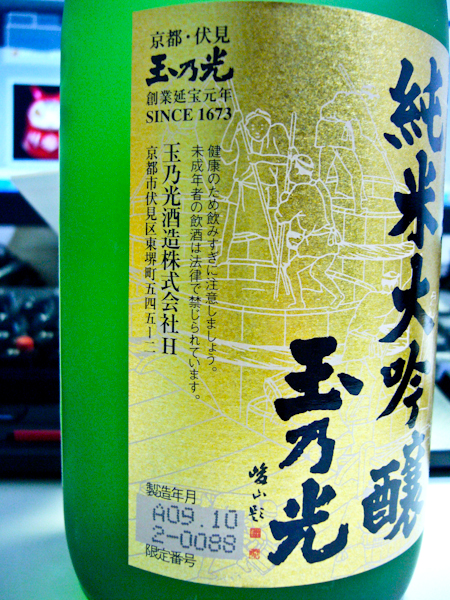 京都・伏見
玉乃光
創業延宝元年
SINCE 1673
純米大吟醸
玉乃光
健康のため飲みすぎに注意しましょう。
未成年者の飲酒は法律で禁じられています。
玉乃光酒造株式会社H
京都市伏見区東堺町五四五ー二
製造年月
A09.10
2-0088
限定番号